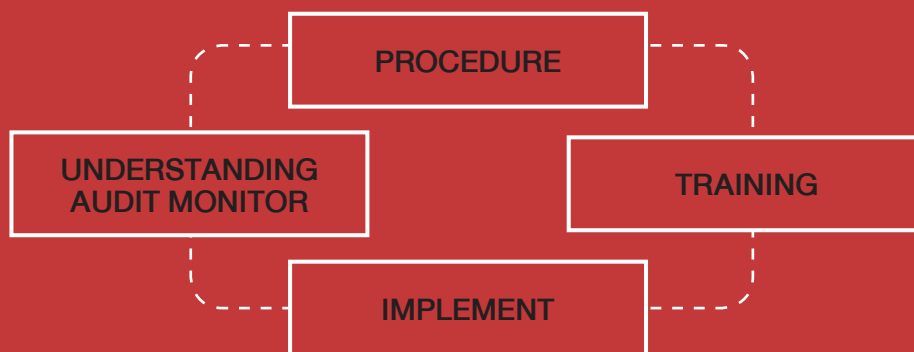 PROCEDURE
UNDERSTANDING
AUDIT MONITOR
TRAINING
IMPLEMENT